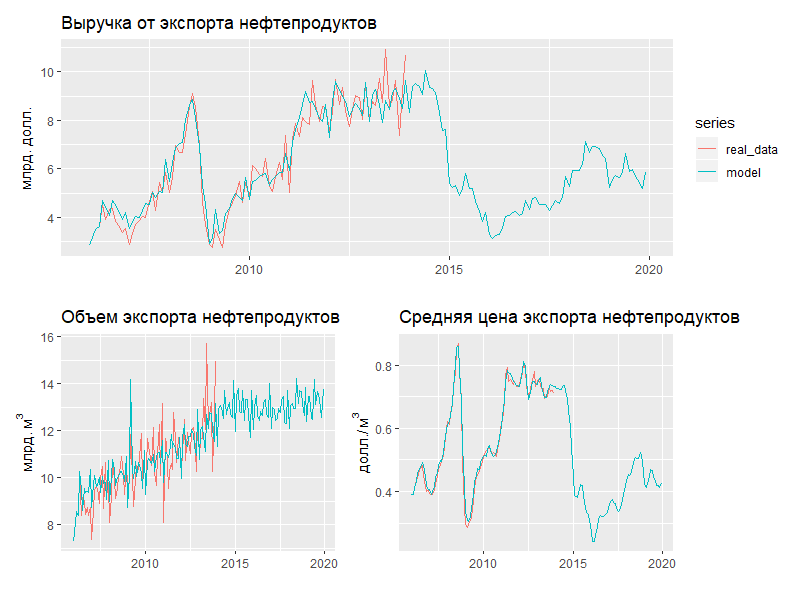 Выручка от экспорта нефтепродуктов
млрд. долл.
10
8
6
4
2010
2015
2020
series
real_data
model
Объем экспорта нефтепродуктов
млрд. м³
16
14
12
10
8
2010
2015
2020
Средняя цена экспорта нефтепродуктов
долл./м³
0.8
0.6
0.4
2010
2015
2020